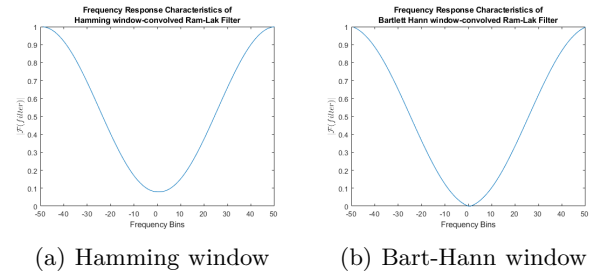 Frequency Response Characteristics of
Hamming window-convolved Ram-Lak Filter
1
0.9
0.8
0.7
0.6
0.5
0.4
0.3
0.2
0.1
0
|F(filter)|
-50 -40 -30 -20 -10 0 10 20 30 40 50
Frequency Bins
(a) Hamming window
Frequency Response Characteristics of
Bartlett Hann window-convolved Ram-Lak Filter
1
0.9
0.8
0.7
0.6
0.5
0.4
0.3
0.2
0.1
0
|F(filter)|
-50 -40 -30 -20 -10 0 10 20 30 40 50
Frequency Bins
(b) Bart-Hann window